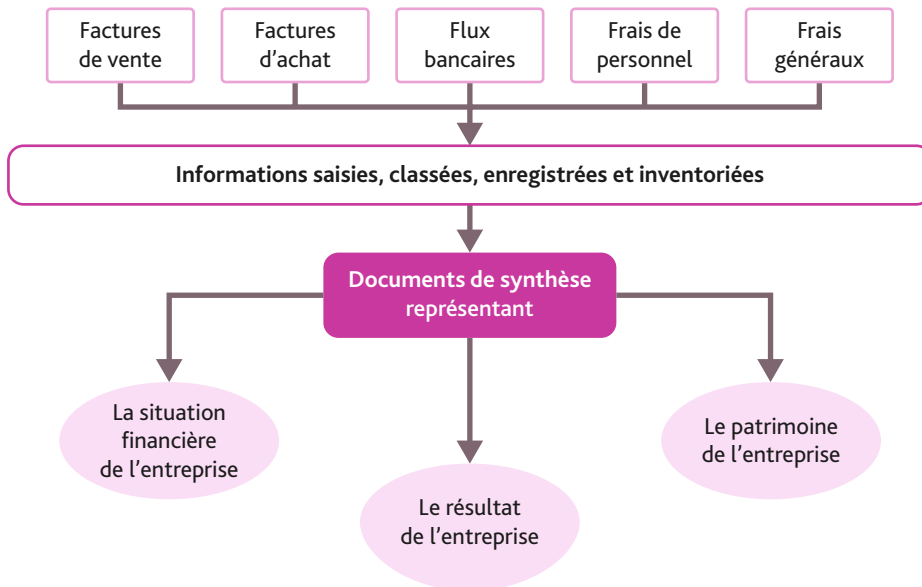 Factures
de vente
Factures
d'achat
Flux
bancaires
Frais de
personnel
Frais
généraux
Informations saisies, classées, enregistrées et inventoriées
Documents de synthèse
représentant
La situation
financière
de l'entreprise
Le résultat
de l'entreprise
Le patrimoine
de l'entreprise